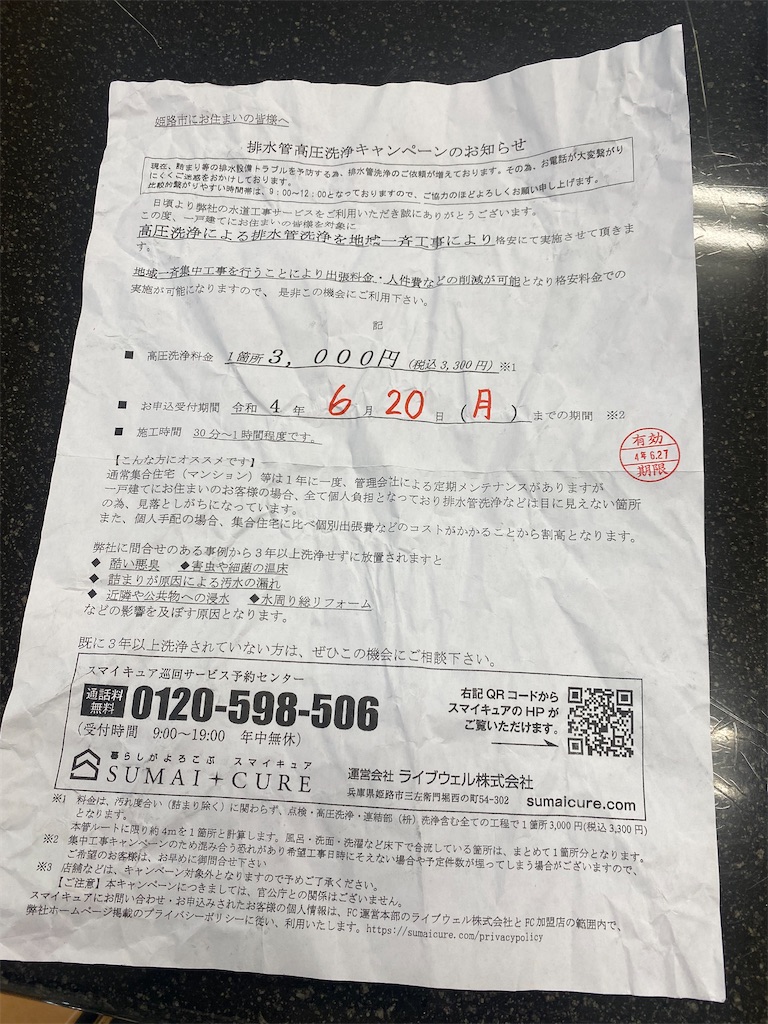 姫路市にお住まいの皆様へ
排水管高圧洗浄キャンペーンのお知らせ
現在、詰まり等の排水設備トラブルを予防する為、排水管洗浄のご依頼が増えております。その為、お電話が大変繋がり
にくくご迷惑をおかけしております。
比較的繋がりやすい時間帯は、9:00～12:00となっておりますので、ご協力のほどよろしくお願い申し上げます。
日頃より弊社の水道工事サービスをご利用いただき誠にありがとうございます。
この度、一戸建てにお住まいの皆様を対象に
高圧洗浄による排水管洗浄を地域一斉工事により格安にて実施させて頂きま
す。
地域一斉集中工事を行うことにより出張料金・人件費などの削減が可能となり格安料金での
実施が可能になりますので、是非この機会にご利用下さい。
記
■ 高圧洗浄料金 1箇所3,000円(税込3,300円)※1
■ お申込受付期間 令和 4 年 6 月 20 日 (月) までの期間 ※2
■ 施工時間 30分～1時間程度です。
有効
4年6.27
期限
【こんな方にオススメです】
通常集合住宅(マンション)等は1年に一度、管理会社による定期メンテナンスがありますが
一戸建てにお住まいのお客様の場合、全て個人負担となっており排水管洗浄などは目に見えない箇所
の為、見落としがちになっています。
また、個人手配の場合、集合住宅に比べ個別出張費などのコストがかかることから割高となります。
弊社に問合せのある事例から3年以上洗浄せずに放置されますと
◆ 酷い悪臭 ◆害虫や細菌の温床
◆ 詰まりが原因による汚水の漏れ
◆ 近隣や公共物への浸水 ◆水周り総リフォーム
などの影響を及ぼす原因となります。
既に3年以上洗浄されていない方は、ぜひこの機会にご相談下さい。
スマイキュア巡回サービス予約センター
通話料
無料
0120-598-506
(受付時間 9:00～19:00 年中無休)
右記QRコードから
スマイキュアのHPが
ご覧いただけます。
暮らしがよろこぶ スマイキュア
SUMAI+CURE
運営会社 ライブウェル株式会社
兵庫県姫路市三左衛門堀西の町54-302 sumaicure.com
※1 料金は、汚れ度合い(詰まり除く)に関わらず、点検・高圧洗浄・連結部(枡)洗浄含む全ての工程で1箇所3,000円(税込3,300円)
となります。
本管ルートに限り約4mを1箇所と計算します。風呂・洗面・洗濯など床下で合流している箇所は、まとめて1箇所分となります。
※2 集中工事キャンペーンのため混み合う恐れがあり希望工事日時にそえない場合や予定件数が埋ってしまう場合がございますので、
ご希望のお客様は、お早めに御問合せ下さい
※3 店舗などは、キャンペーン対象外となりますので予めご了承ください。
【ご注意】本キャンペーンにつきましては、官公庁との関係はございません。
スマイキュアにお問い合わせ・お申込みされたお客様の個人情報は、FC運営本部のライブウェル株式会社とFC加盟店の範囲内で、
弊社ホームページ掲載のプライバシーポリシーに従い、利用いたします。https://sumaicure.com/privacypolicy